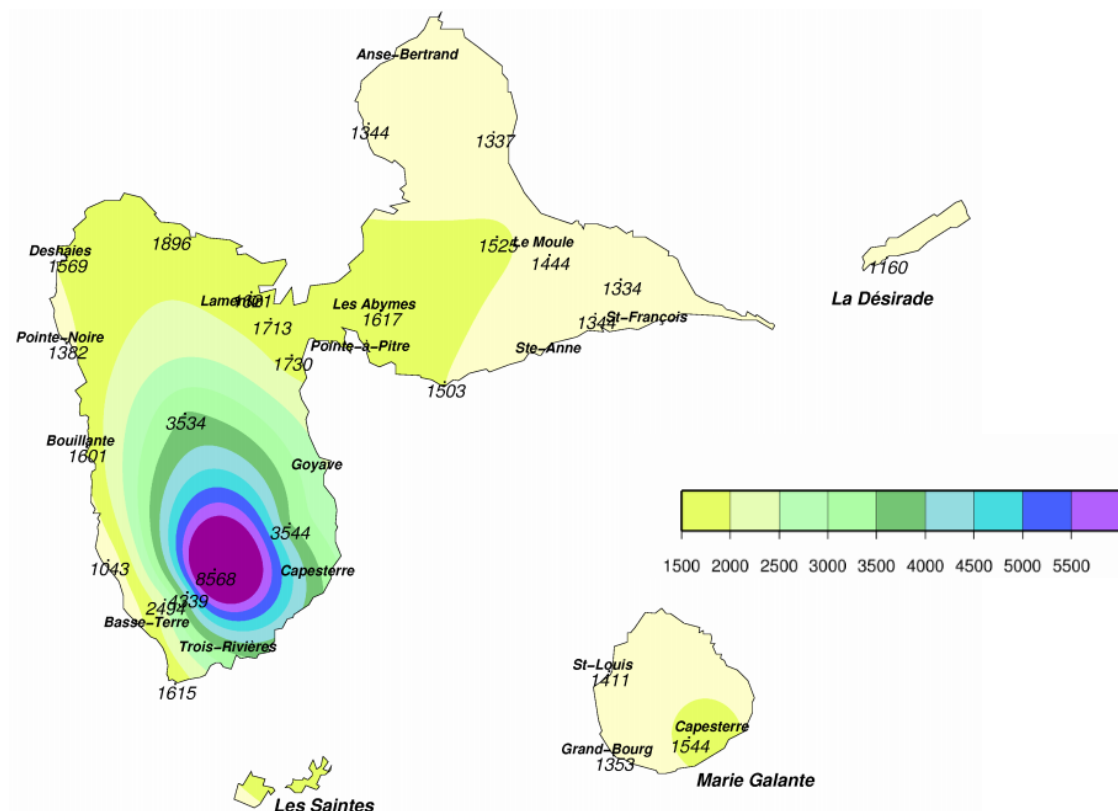 Anse-Bertrand
1344
1337
1896
1525
Le Moule
1444
Deshaies
1569
1160
1334
La Désirade
Les Abymes
1617
1713
1344
St-François
Pointe-Noire
1382
Pointe-à-Pitre
Ste-Anne
1730
1503
3534
Bouillante
1601
Goyave
3544
1043
8568
Capesterre
1500 2000 2500 3000 3500 4000 4500 5000 5500
4339
2494
Basse-Terre
Trois-Rivières
1615
St-Louis
1411
Capesterre
1544
Grand-Bourg
1353
Marie Galante
Les Saintes